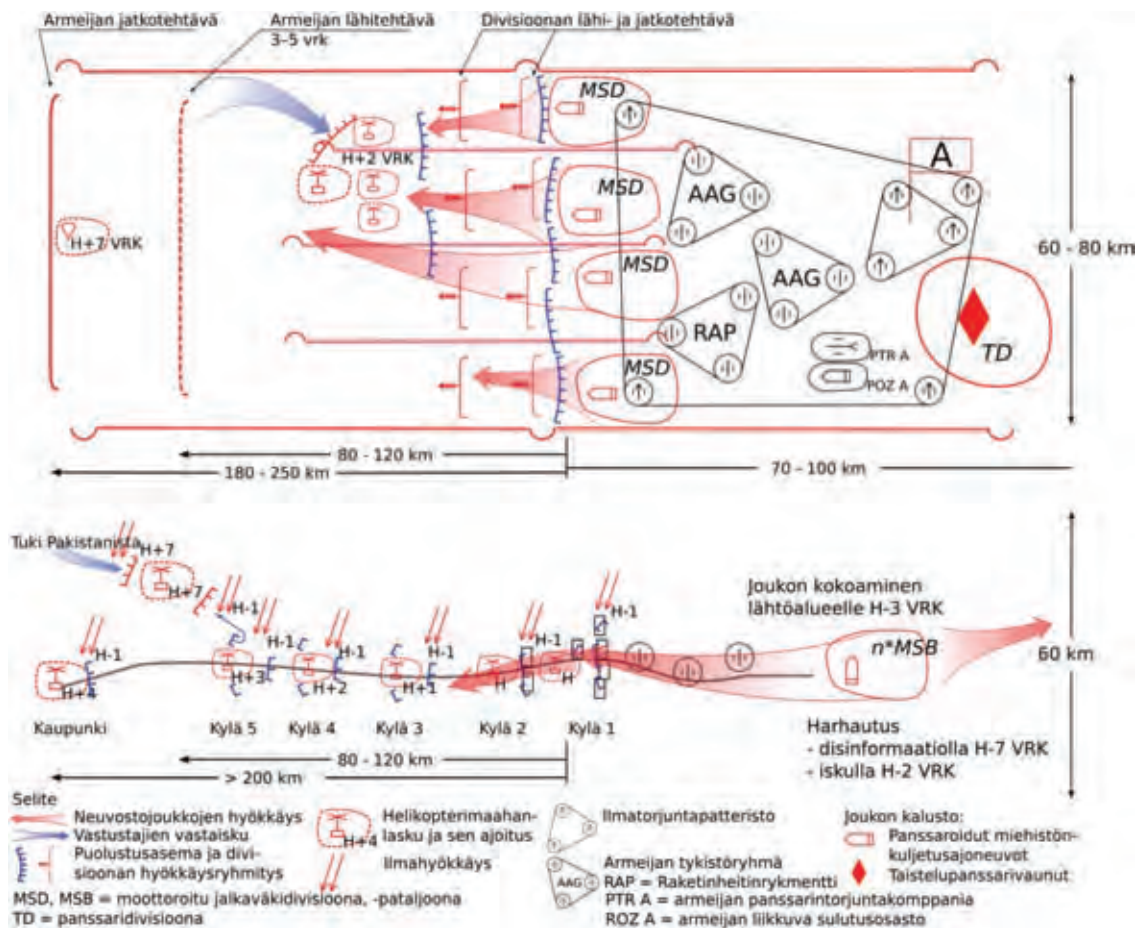 Armeijan jatkotehtävä
Armeijan lähitehtävä
3–5 vrk
Divisioonan lähi- ja jatkotehtävä
MSD
A
H+2 VRK
MSD
AAG
H+7 VRK
60 - 80 km
MSD
AAG
RAP
PTR A
TD
MSD
POZ A
80 - 120 km
70 - 100 km
180 - 250 km
Tuki Pakistanista
H+7
H+7
H-1
H-1
H-1
H-1
H-1
H-1
H-1
H-1
Joukon kokoaminen
lähtöalueelle H-3 VRK
n*MSB
60 km
H+4
H+3
H+2
H+1
H
H
Kaupunki
Kylä 5
Kylä 4
Kylä 3
Kylä 2
Kylä 1
Harhautus
- disinformaatiolla H-7 VRK
- iskulla H-2 VRK
80 - 120 km
> 200 km
Selite
Neuvostojoukkojen hyökkäys
Vastustajien vastaisku
Puolustusasema ja divi-
sioonan hyökkäysryhmitys
H+4
Helikopterimaahan-
lasku ja sen ajoitus
Ilmahyökkäys
Ilmatorjuntapatteristo
AAG
Armeijan tykistöryhmä
RAP = Raketinheitinrykmentti
PTR A = armeijan panssarintorjuntakomppania
ROZ A = armeijan liikkuva sulutusosasto
Joukon kalusto:
Panssaroidut miehistön-
kuljetusajoneuvot
Taistelupanssarivaunut
MSD, MSB = moottoroitu jalkaväkidivisioona, -pataljoona
TD = panssaridivisioona